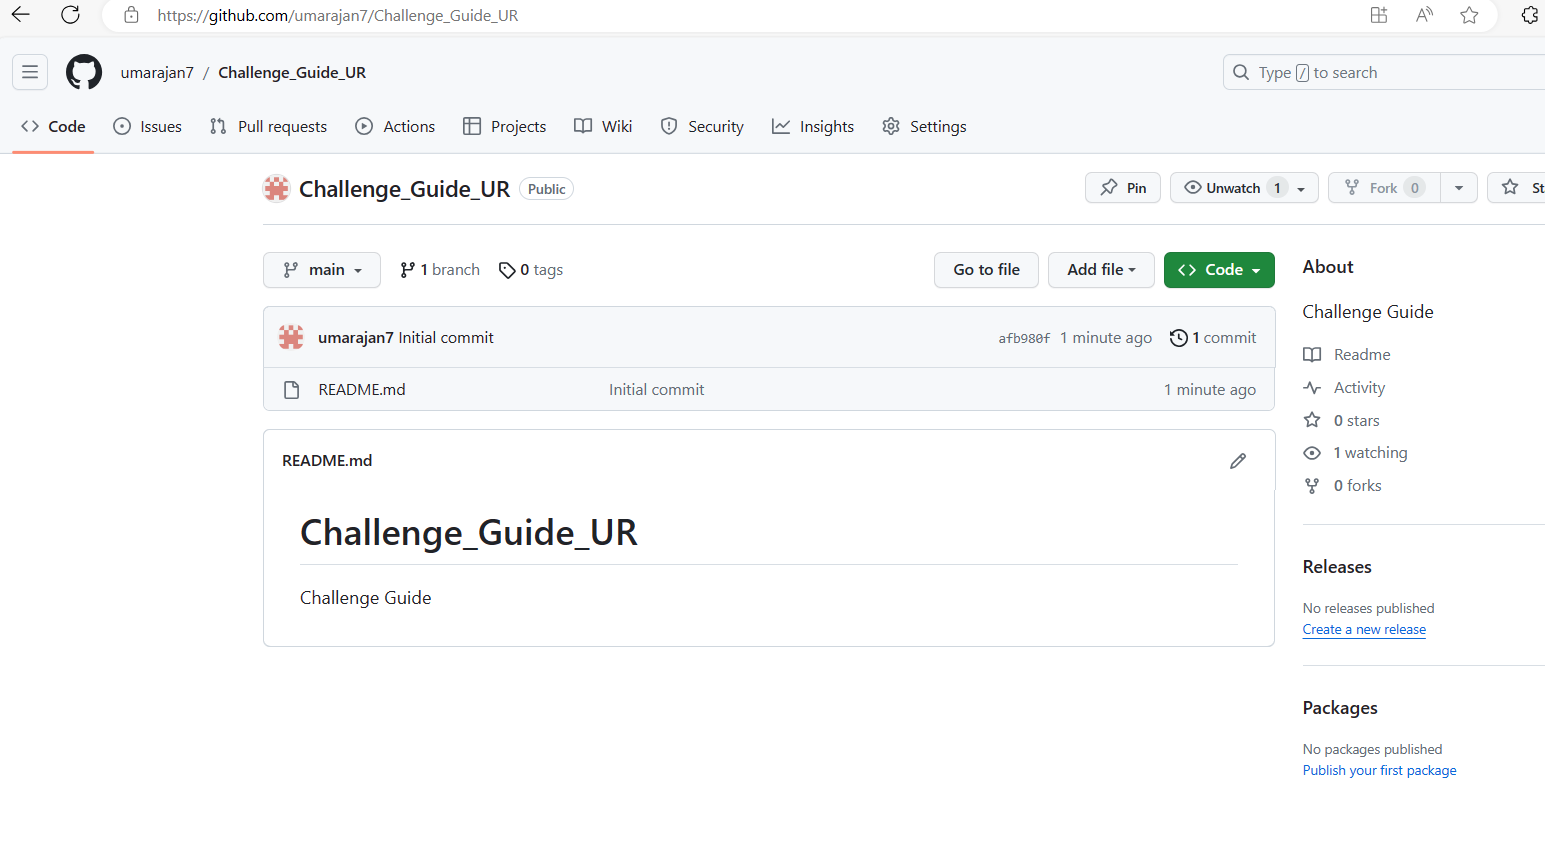 https://github.com/umarajan7/Challenge_Guide_UR
umarajan7 / Challenge_Guide_UR
Type / to search
Code Issues Pull requests Actions Projects Wiki Security Insights Settings
Challenge_Guide_UR Public
Pin Unwatch 1 Fork 0 St
main 1 branch 0 tags Go to file Add file Code
umarajan7 Initial commit afb980f 1 minute ago 1 commit
README.md Initial commit 1 minute ago
README.md
Challenge_Guide_UR
Challenge Guide
About
Challenge Guide
Readme
Activity
0 stars
1 watching
0 forks
Releases
No releases published
Create a new release
Packages
No packages published
Publish your first package